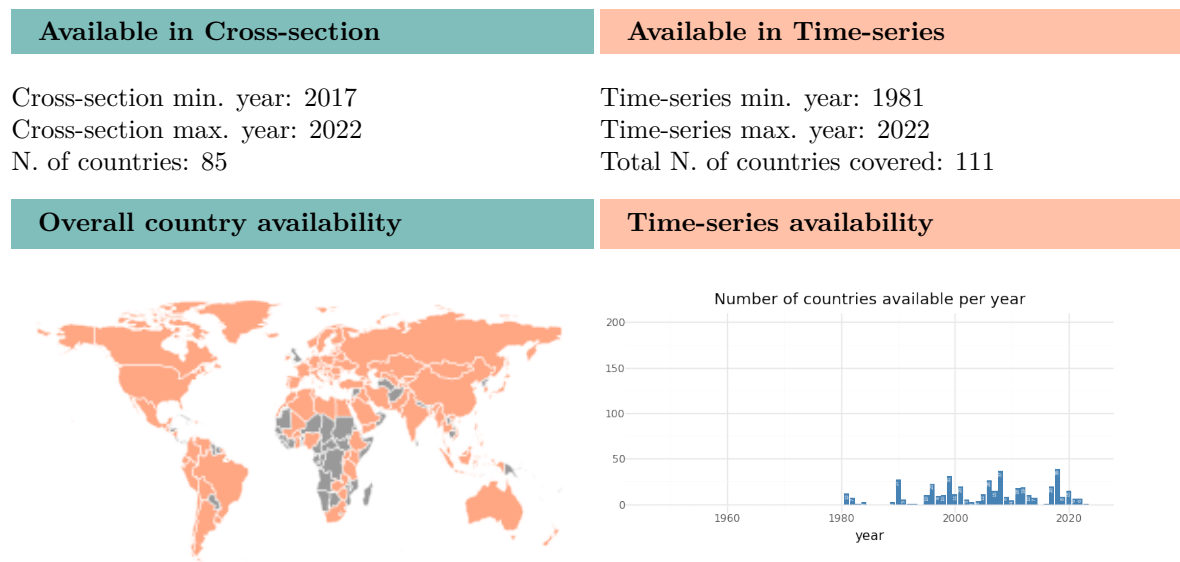 Available in Cross-section
Available in Time-series
Cross-section min. year: 2017
Cross-section max. year: 2022
N. of countries: 85
Time-series min. year: 1981
Time-series max. year: 2022
Total N. of countries covered: 111
Overall country availability
Time-series availability
Number of countries available per year
200
150
100
50
0
1960
1980
2000
2020
year